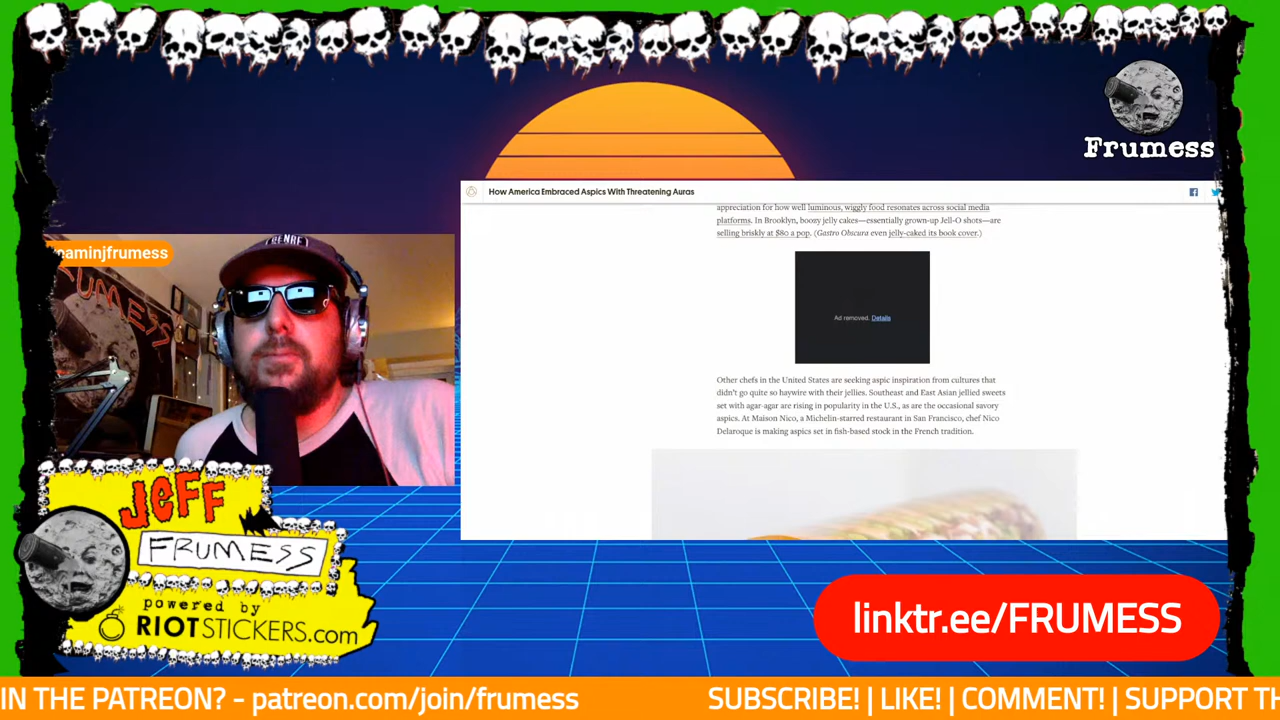 Frumess
How America Embraced Aspics With Threatening Auras
appreciation for how well luminous, wiggly food resonates across social media
platforms. In Brooklyn, boozy jelly cakes—essentially grown-up Jell-O shots—are
selling briskly at $80 a pop. (Gastro Obscura even jelly-caked its book cover.)
Ad removed. Details
Other chefs in the United States are seeking aspic inspiration from cultures that
didn't go quite so haywire with their jellies. Southeast and East Asian jellied sweets
set with agar-agar are rising in popularity in the U.S., as are the occasional savory
aspics. At Maison Nico, a Michelin-starred restaurant in San Francisco, chef Nico
Delaroque is making aspics set in fish-based stock in the French tradition.
eaminjfrumess
GENRE
FRUMESS
JEFF
FRUMESS
powered by
RIOTSTICKERS.com
linktr.ee/FRUMESS
IN THE PATREON? - patreon.com/join/frumess
SUBSCRIBE! | LIKE! | COMMENT! | SUPPORT TH